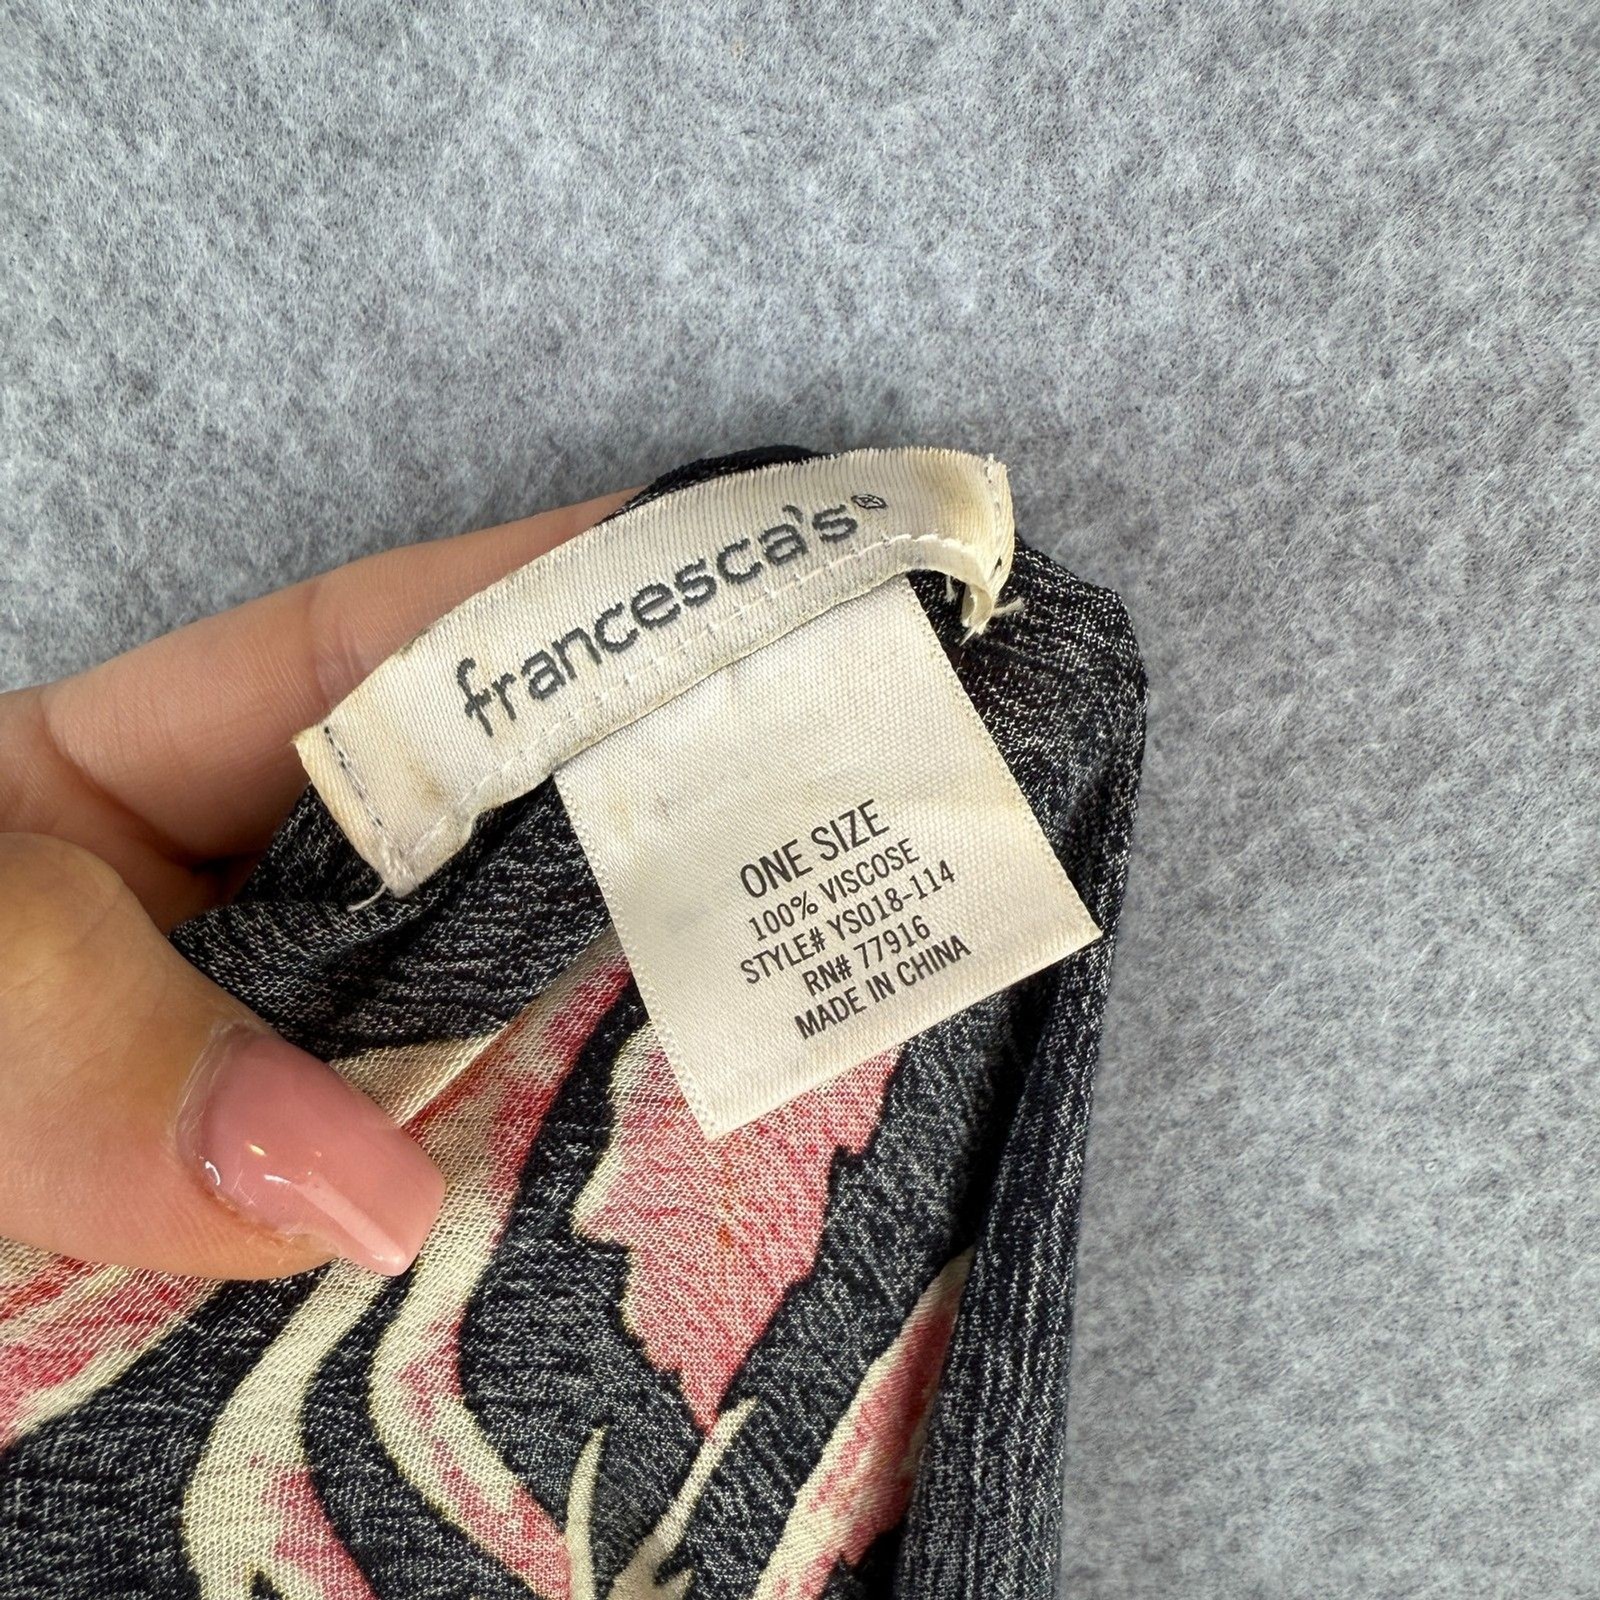 francesca's®
ONE SIZE
100% VISCOSE
STYLE# YS018-114
RN# 77916
MADE IN CHINA